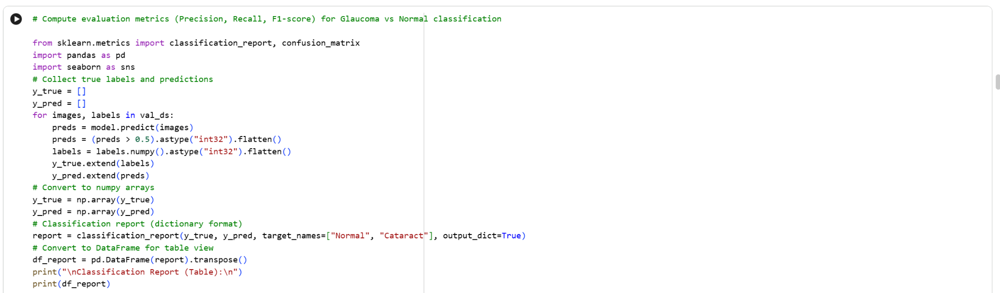 # Compute evaluation metrics (Precision, Recall, F1-score) for Glaucoma vs Normal classification
from sklearn.metrics import classification_report, confusion_matrix
import pandas as pd
import seaborn as sns
# Collect true labels and predictions
y_true = []
y_pred = []
for images, labels in val_ds:
    preds = model.predict(images)
    preds = (preds > 0.5).astype("int32").flatten()
    labels = labels.numpy().astype("int32").flatten()
    y_true.extend(labels)
    y_pred.extend(preds)
# Convert to numpy arrays
y_true = np.array(y_true)
y_pred = np.array(y_pred)
# Classification report (dictionary format)
report = classification_report(y_true, y_pred, target_names=["Normal", "Cataract"], output_dict=True)
# Convert to DataFrame for table view
df_report = pd.DataFrame(report).transpose()
print("\nClassification Report (Table):\n")
print(df_report)